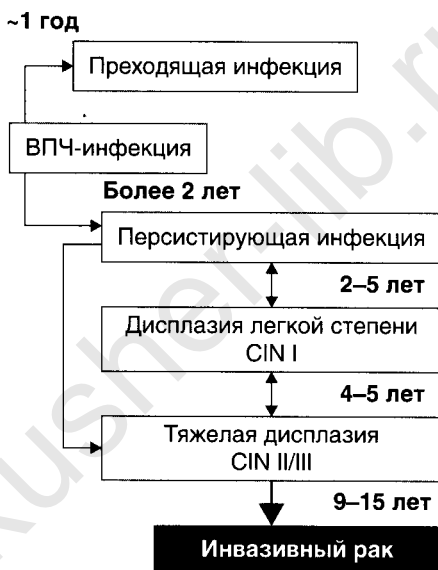 ~1 год
Преходящая инфекция
ВПЧ-инфекция
Более 2 лет
Персистирующая инфекция
2–5 лет
Дисплазия легкой степени
CIN I
4–5 лет
Тяжелая дисплазия
CIN II/III
9–15 лет
Инвазивный рак